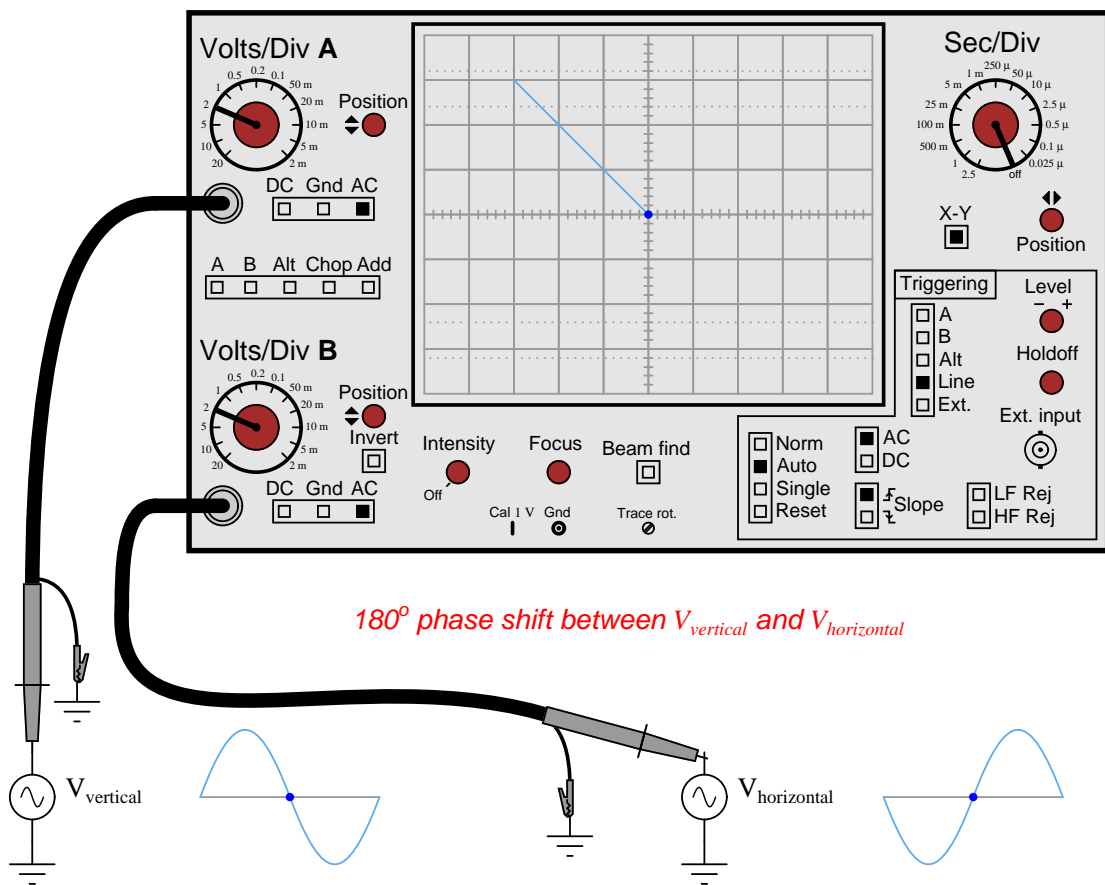 Volts/Div A
0.5 0.2 0.1
1 50 m
2 20 m
5 10 m
10 5 m
20 2 m
Position
DC Gnd AC
A B Alt Chop Add
Volts/Div B
0.5 0.2 0.1
1 50 m
2 20 m
5 10 m
10 5 m
20 2 m
Position
Invert
DC Gnd AC
Intensity
Off
Focus
Beam find
Cal 1 V Gnd
Trace rot.
Sec/Div
250 µ
1 m 50 µ
5 m 10 µ
25 m 2.5 µ
100 m 0.5 µ
500 m 0.1 µ
1 0.025 µ
2.5 off
X-Y
Position
Triggering
A
B
Alt
Line
Ext.
Level
− +
Holdoff
Ext. input
Norm
Auto
Single
Reset
AC
DC
Slope
LF Rej
HF Rej
180° phase shift between Vvertical and Vhorizontal
Vvertical
Vhorizontal